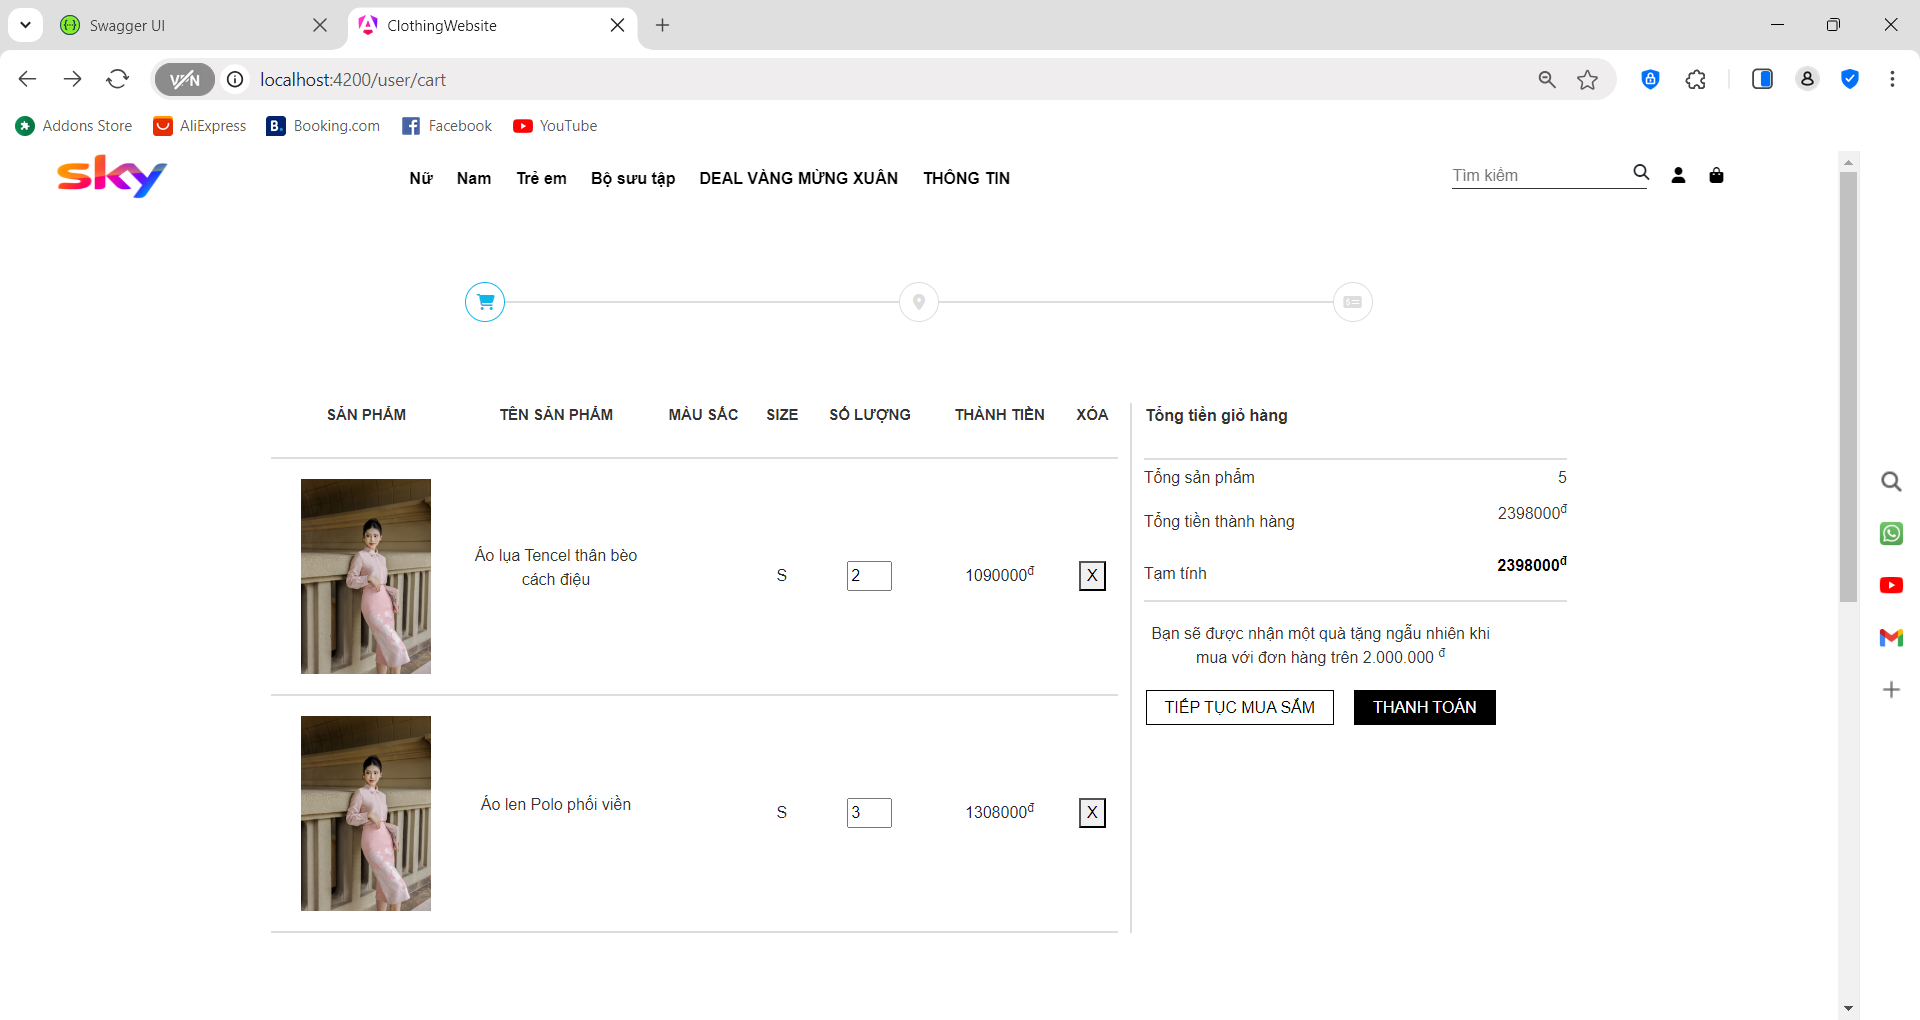 Swagger UI
ClothingWebsite
VPN
localhost:4200/user/cart
Addons Store
AliExpress
B. Booking.com
Facebook
YouTube
sky
Nữ
Nam
Trẻ em
Bộ sưu tập
DEAL VÀNG MỪNG XUÂN
THÔNG TIN
Tìm kiếm
SẢN PHẨM
TÊN SẢN PHẨM
MÀU SẮC
SIZE
SỐ LƯỢNG
THÀNH TIỀN
XÓA
Áo lụa Tencel thân bèo
cách điệu
S
2
1090000đ
X
Áo len Polo phối viền
S
3
1308000đ
X
Tổng tiền giỏ hàng
Tổng sản phẩm 5
Tổng tiền thành hàng 2398000đ
Tạm tính 2398000đ
Bạn sẽ được nhận một quà tặng ngẫu nhiên khi
mua với đơn hàng trên 2.000.000 đ
TIẾP TỤC MUA SẮM
THANH TOÁN